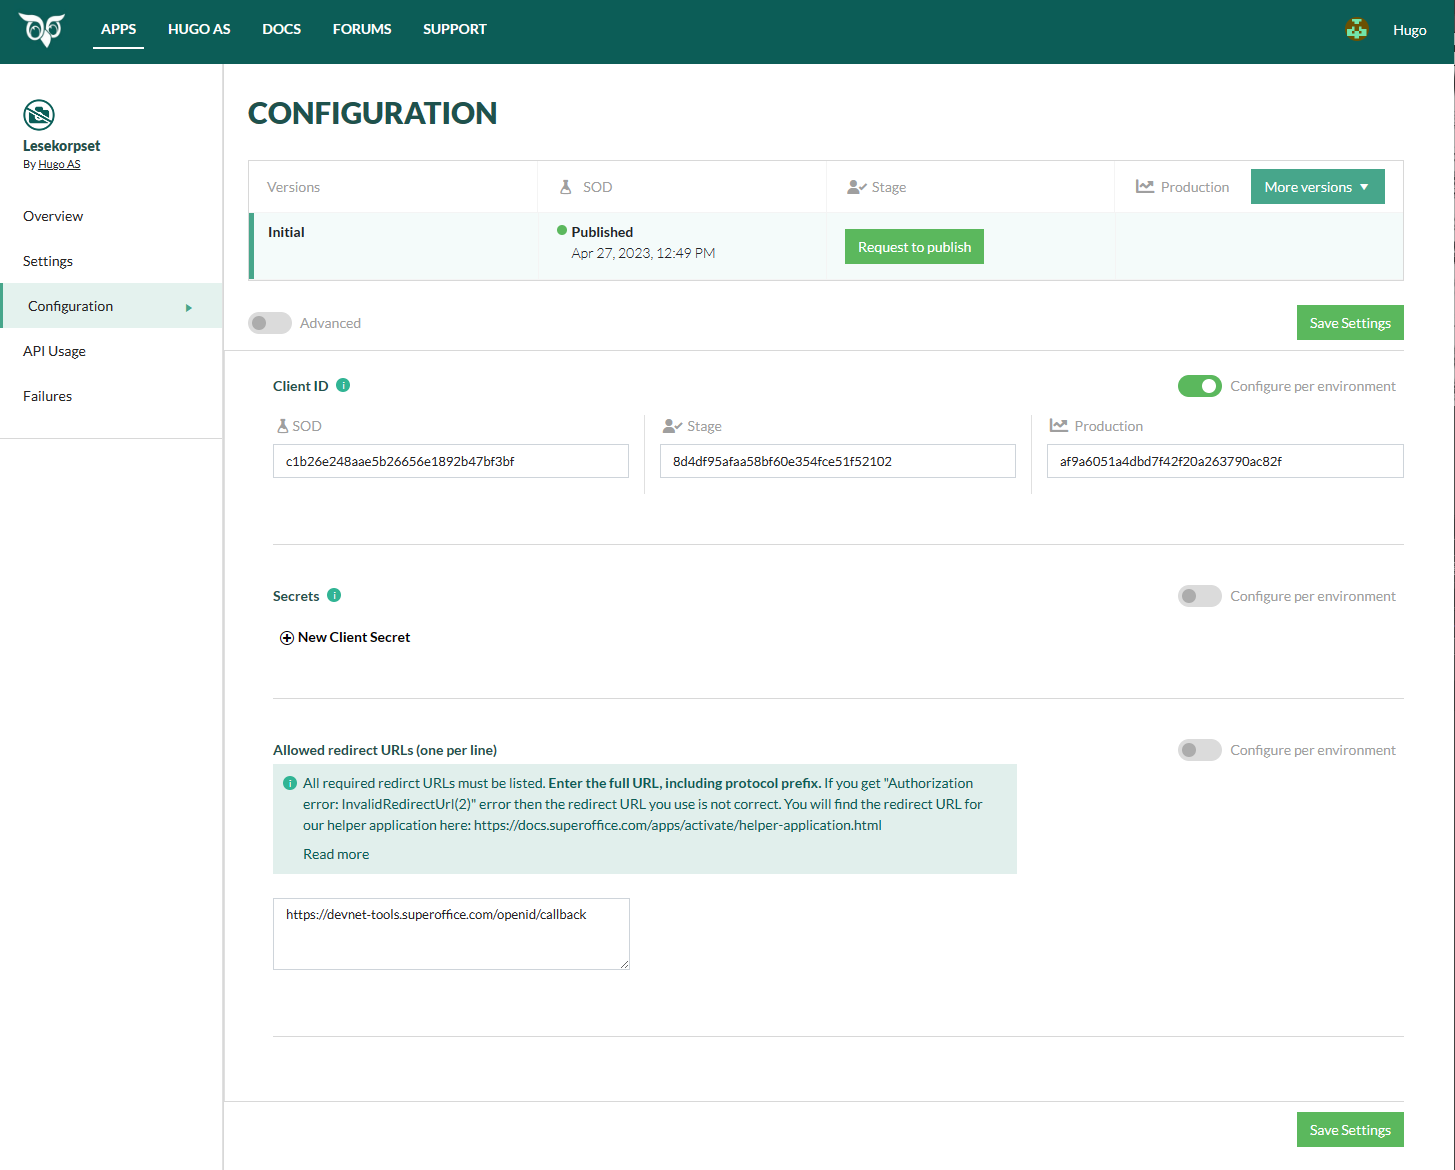 APPS HUGO AS DOCS FORUMS SUPPORT Hugo
Lesekorpset
By Hugo AS
Overview
Settings
Configuration
API Usage
Failures
CONFIGURATION
Versions SOD Stage Production More versions
Initial Published Request to publish
Apr 27, 2023, 12:49 PM
Advanced Save Settings
Client ID Configure per environment
SOD Stage Production
c1b26e248aae5b26656e1892b47bf3bf 8d4df95afaa58bf60e354fce51f52102 af9a6051a4dbd7f42f20a263790ac82f
Secrets Configure per environment
New Client Secret
Allowed redirect URLs (one per line) Configure per environment
All required redirct URLs must be listed. Enter the full URL, including protocol prefix. If you get "Authorization
error: InvalidRedirectUrl(2)" error then the redirect URL you use is not correct. You will find the redirect URL for
our helper application here: https://docs.superoffice.com/apps/activate/helper-application.html
Read more
https://devnet-tools.superoffice.com/openid/callback
Save Settings